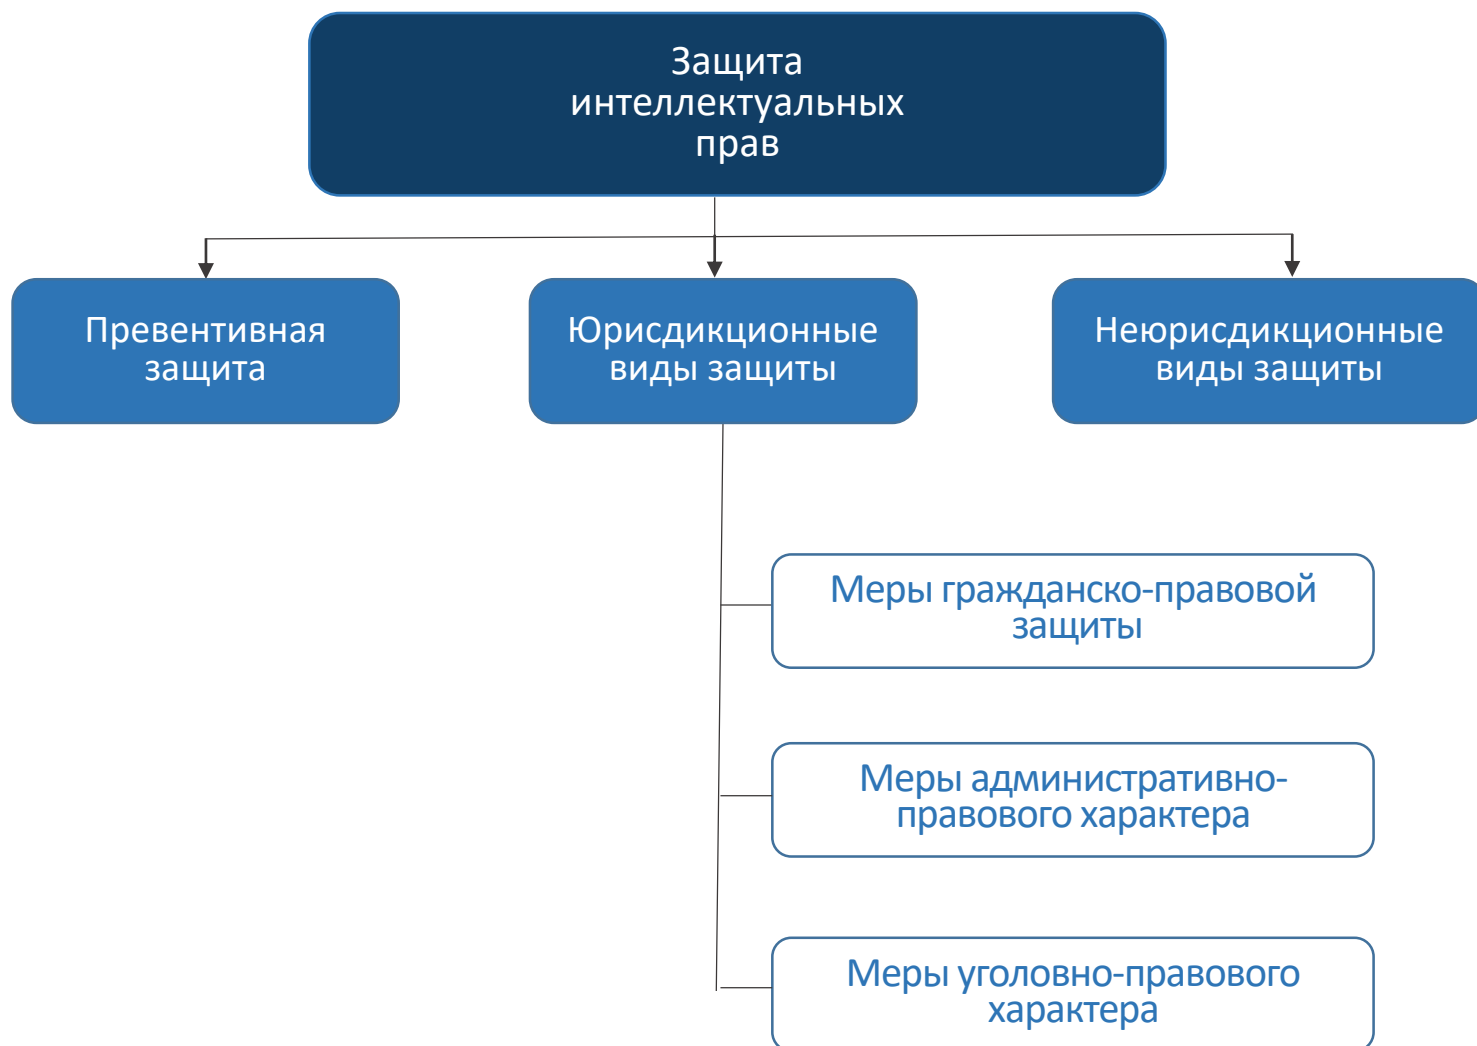 Защита
интеллектуальных
прав
Превентивная
защита
Юрисдикционные
виды защиты
Неюрисдикционные
виды защиты
Меры гражданско-правовой
защиты
Меры административно-
правового характера
Меры уголовно-правового
характера